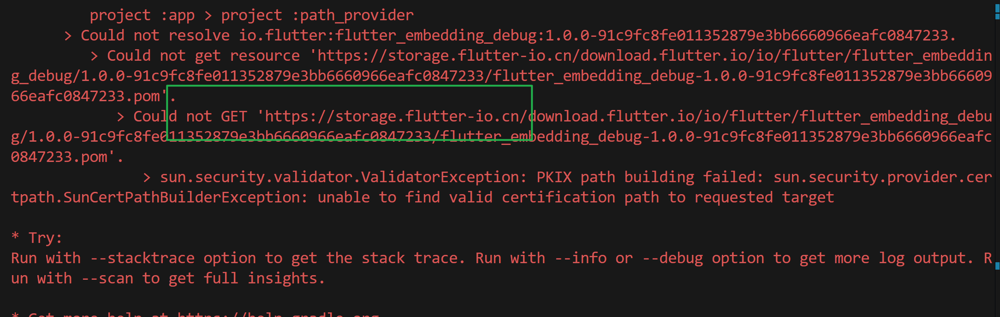 project :app > project :path_provider
> Could not resolve io.flutter:flutter_embedding_debug:1.0.0-91c9fc8fe011352879e3bb6660966eafc0847233.
> Could not get resource 'https://storage.flutter-io.cn/download.flutter.io/io/flutter/flutter_embeddin
g_debug/1.0.0-91c9fc8fe011352879e3bb6660966eafc0847233/flutter_embedding_debug-1.0.0-91c9fc8fe011352879e3bb66609
66eafc0847233.pom'.
> Could not GET 'https://storage.flutter-io.cn/download.flutter.io/io/flutter/flutter_embedding_debu
g/1.0.0-91c9fc8fe011352879e3bb6660966eafc0847233/flutter_embedding_debug-1.0.0-91c9fc8fe011352879e3bb6660966eafc
0847233.pom'.
> sun.security.validator.ValidatorException: PKIX path building failed: sun.security.provider.cer
tpath.SunCertPathBuilderException: unable to find valid certification path to requested target
* Try:
Run with --stacktrace option to get the stack trace. Run with --info or --debug option to get more log output. R
un with --scan to get full insights.
* Get more help at https://help.gradle.org